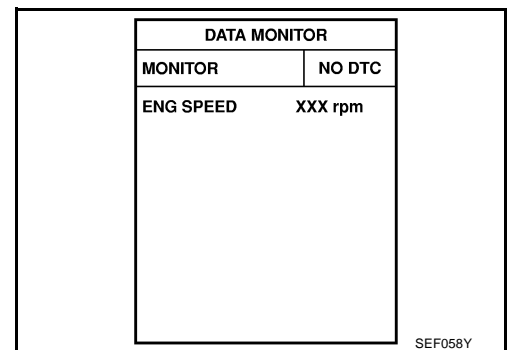 DATA MONITOR
MONITOR NO DTC
ENG SPEED XXX rpm
SEF058Y